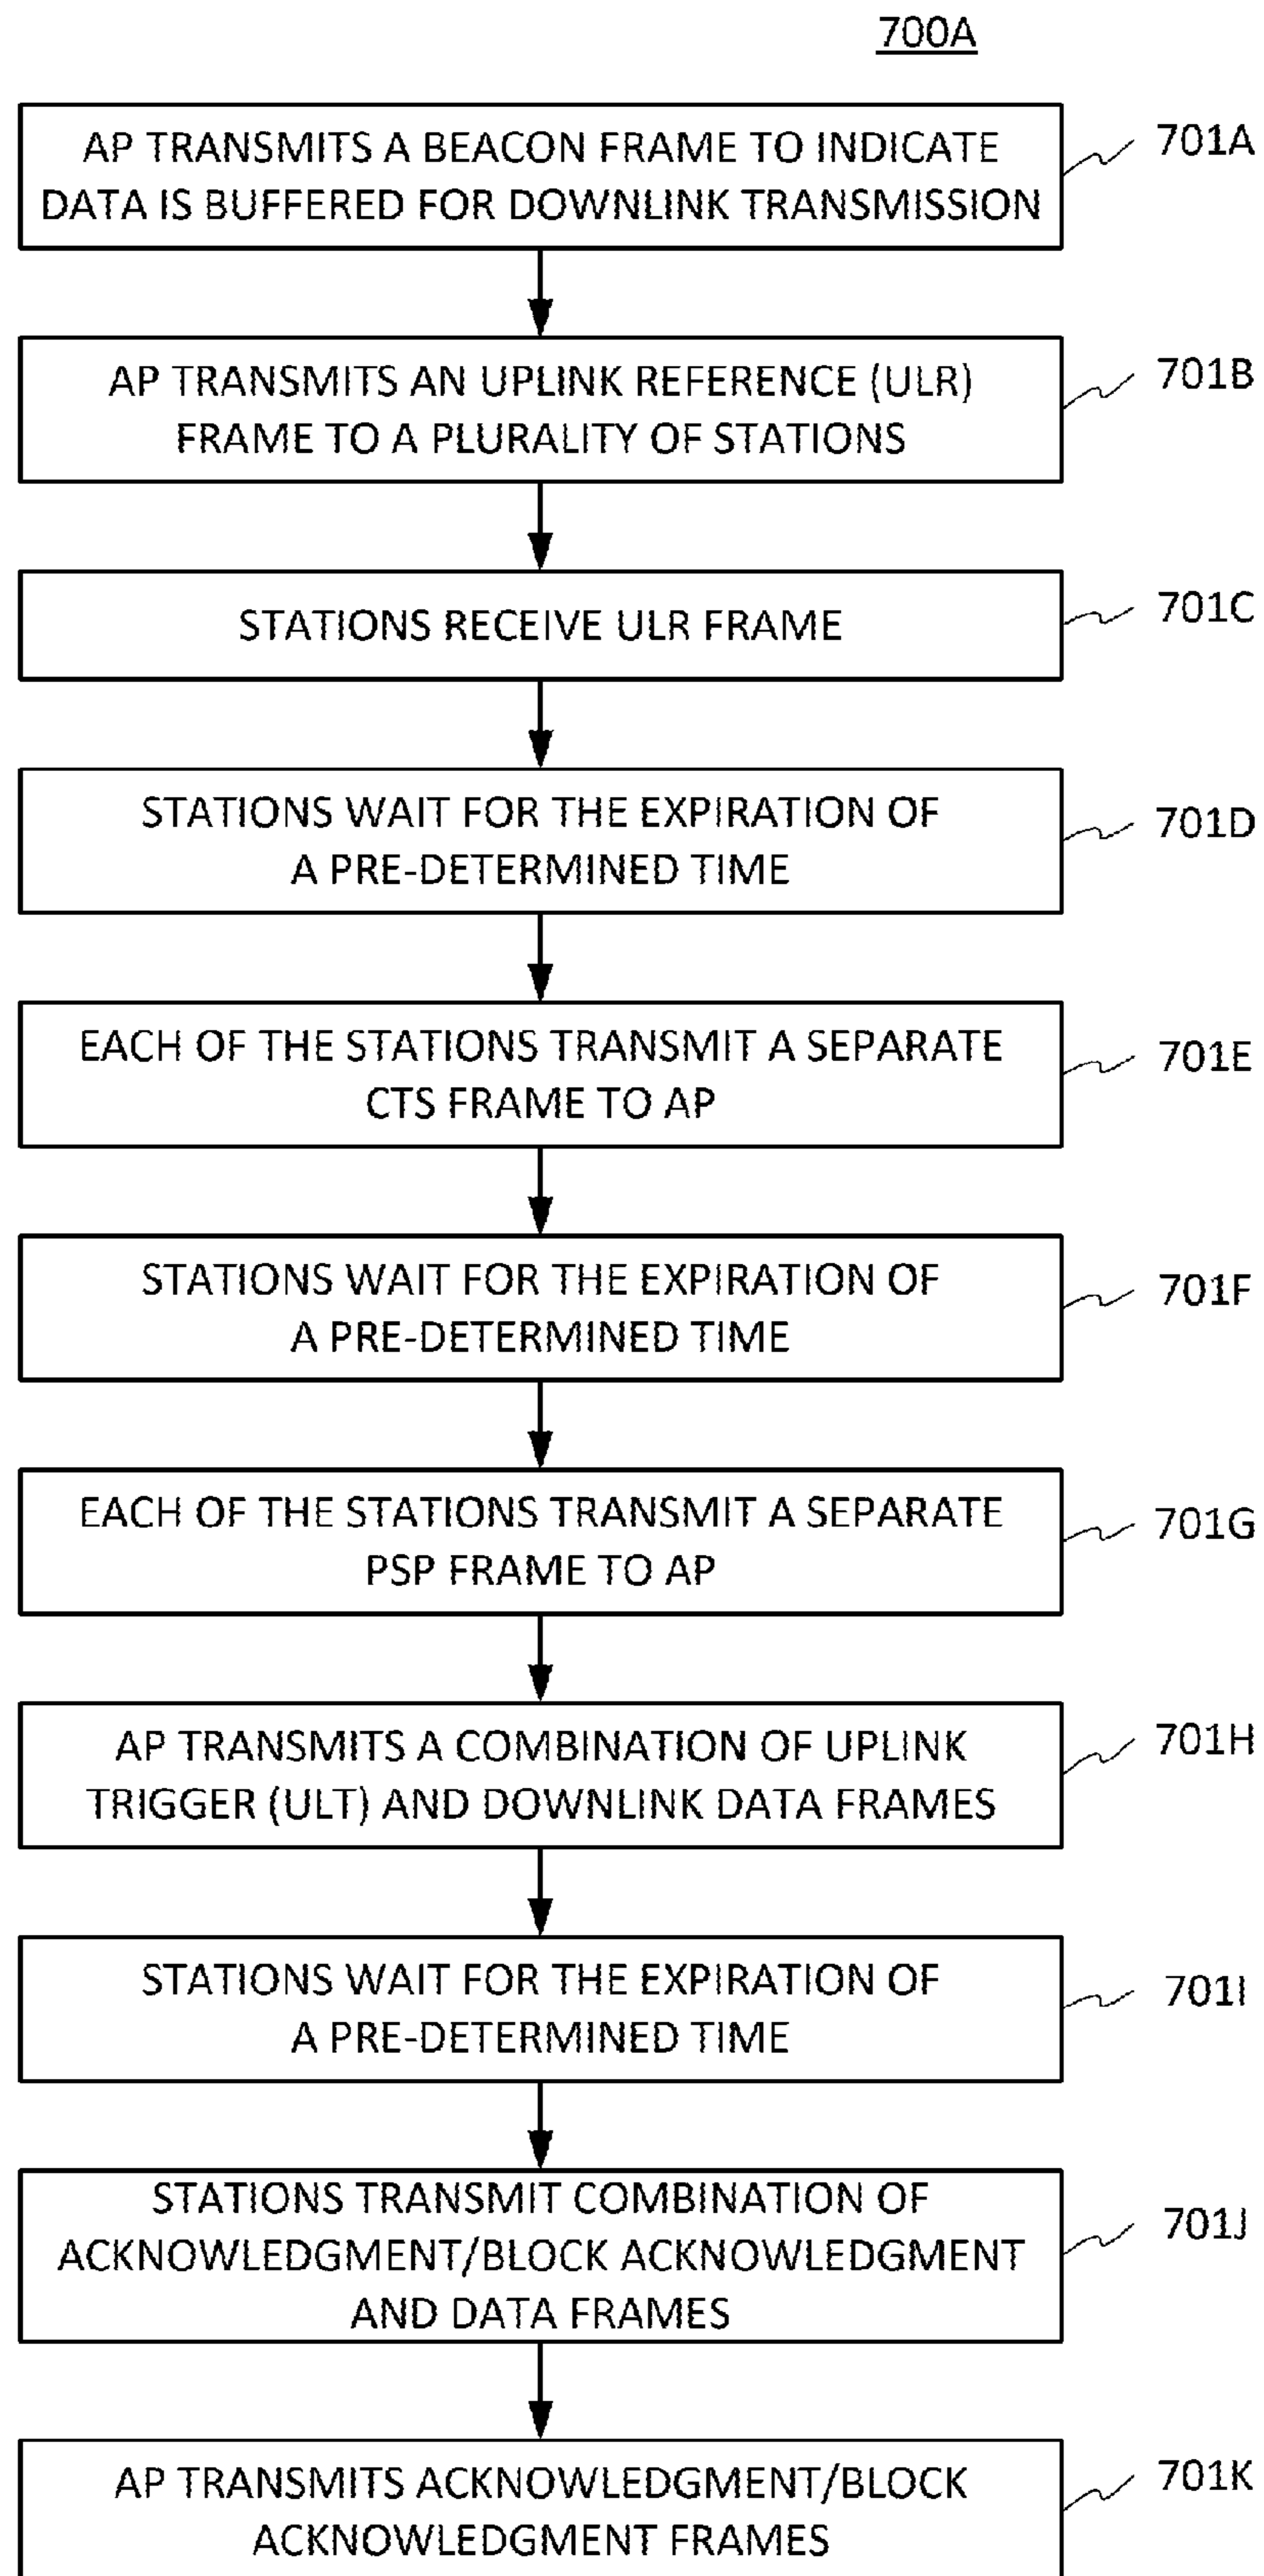 700A
AP TRANSMITS A BEACON FRAME TO INDICATE
DATA IS BUFFERED FOR DOWNLINK TRANSMISSION
701A
AP TRANSMITS AN UPLINK REFERENCE (ULR)
FRAME TO A PLURALITY OF STATIONS
701B
STATIONS RECEIVE ULR FRAME
701C
STATIONS WAIT FOR THE EXPIRATION OF
A PRE-DETERMINED TIME
701D
EACH OF THE STATIONS TRANSMIT A SEPARATE
CTS FRAME TO AP
701E
STATIONS WAIT FOR THE EXPIRATION OF
A PRE-DETERMINED TIME
701F
EACH OF THE STATIONS TRANSMIT A SEPARATE
PSP FRAME TO AP
701G
AP TRANSMITS A COMBINATION OF UPLINK
TRIGGER (ULT) AND DOWNLINK DATA FRAMES
701H
STATIONS WAIT FOR THE EXPIRATION OF
A PRE-DETERMINED TIME
701I
STATIONS TRANSMIT COMBINATION OF
ACKNOWLEDGMENT/BLOCK ACKNOWLEDGMENT
AND DATA FRAMES
701J
AP TRANSMITS ACKNOWLEDGMENT/BLOCK
ACKNOWLEDGMENT FRAMES
701K